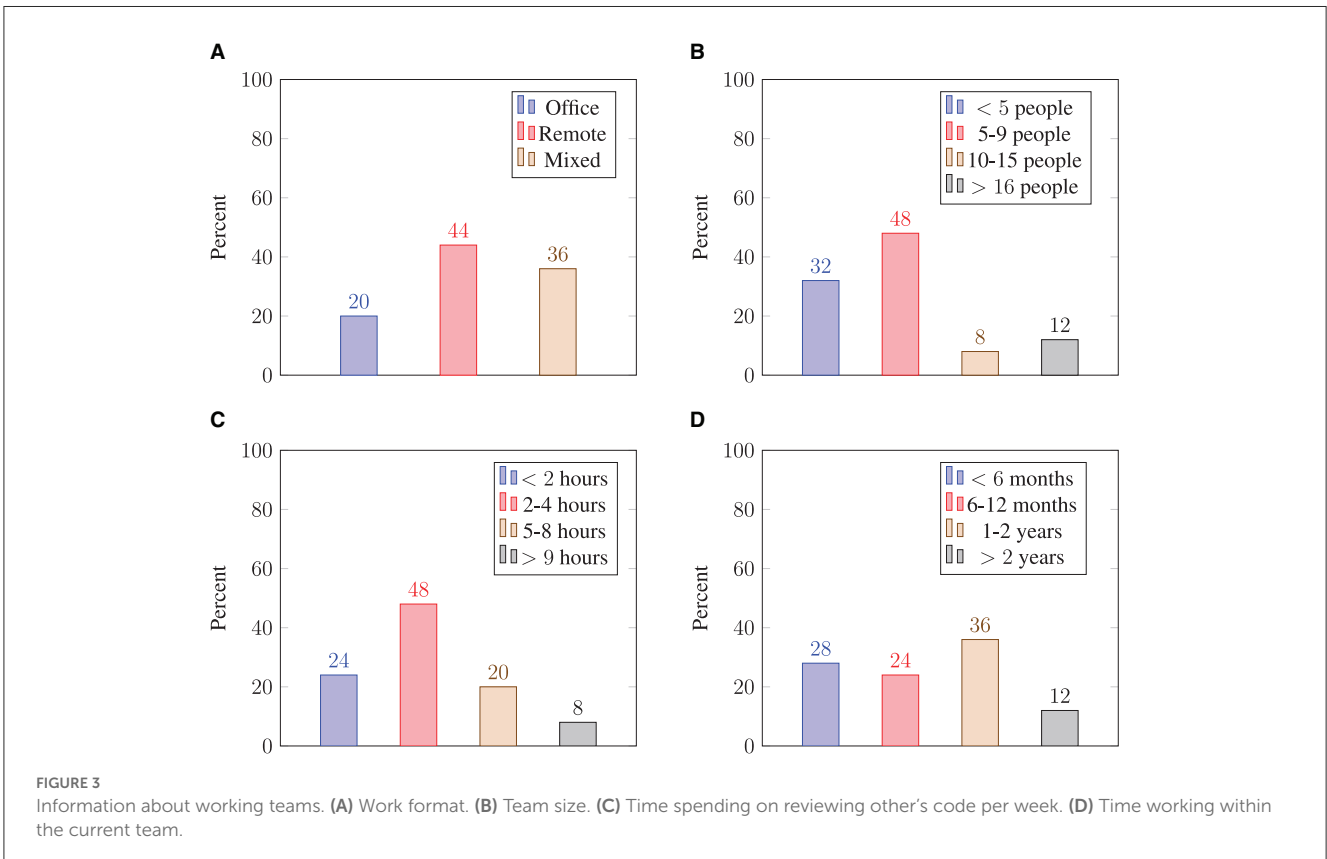 A
100
80
60
40
20
0
Percent
Office
Remote
Mixed
20
44
36
B
100
80
60
40
20
0
Percent
< 5 people
5-9 people
10-15 people
> 16 people
32
48
8
12
C
100
80
60
40
20
0
Percent
< 2 hours
2-4 hours
5-8 hours
> 9 hours
24
48
20
8
D
100
80
60
40
20
0
Percent
< 6 months
6-12 months
1-2 years
> 2 years
28
24
36
12
FIGURE 3
Information about working teams. (A) Work format. (B) Team size. (C) Time spending on reviewing other's code per week. (D) Time working within
the current team.